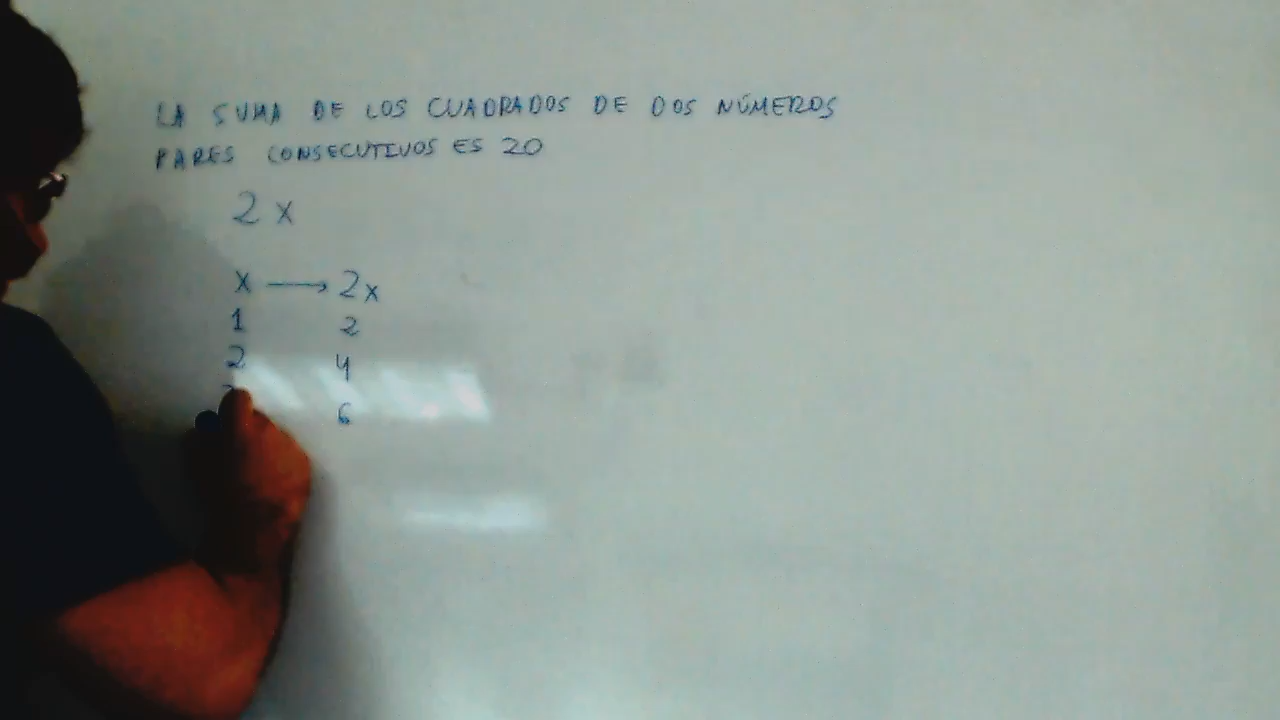 LA SUMA DE LOS CUADRADOS DE DOS NÚMEROS
PARES CONSECUTIVOS ES 20
2x
x → 2x
1 2
2 4
6